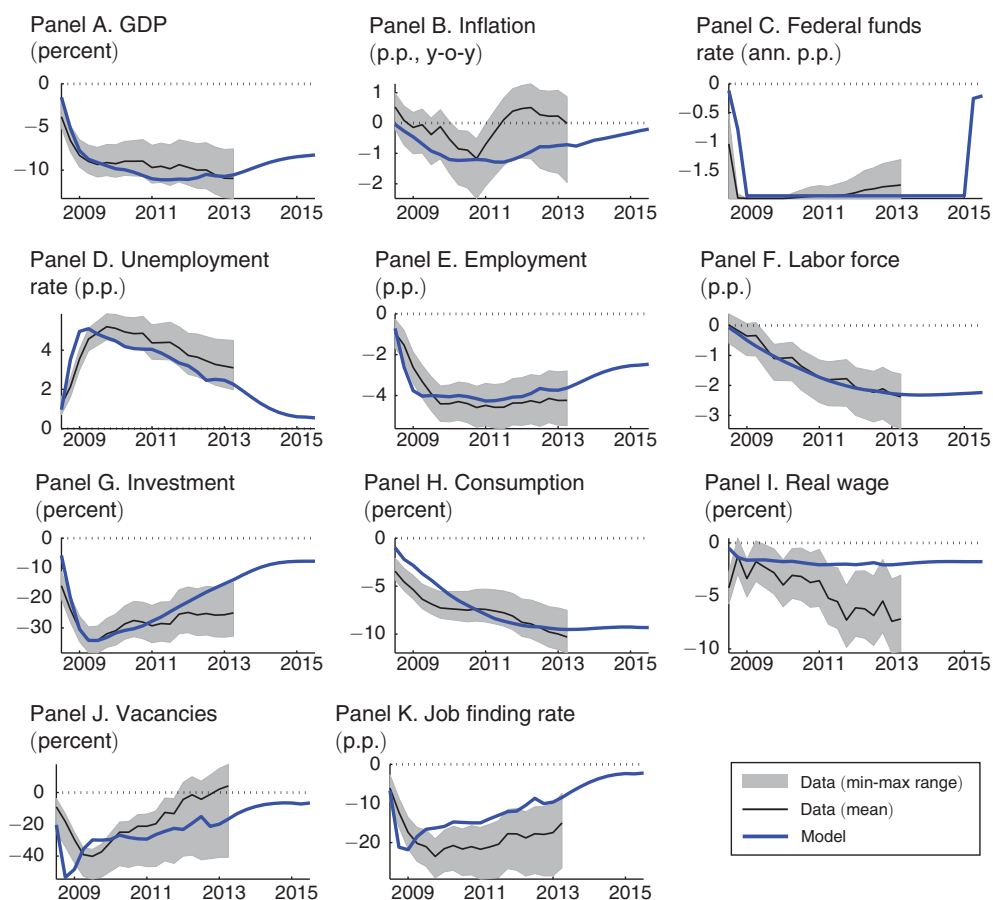 Panel A. GDP
(percent)
0
−5
−10
2009 2011 2013 2015
Panel B. Inflation
(p.p., y-o-y)
1
0
−1
−2
2009 2011 2013 2015
Panel C. Federal funds
rate (ann. p.p.)
0
−0.5
−1
−1.5
2009 2011 2013 2015
Panel D. Unemployment
rate (p.p.)
4
2
0
2009 2011 2013 2015
Panel E. Employment
(p.p.)
0
−2
−4
2009 2011 2013 2015
Panel F. Labor force
(p.p.)
0
−1
−2
−3
2009 2011 2013 2015
Panel G. Investment
(percent)
0
−10
−20
−30
2009 2011 2013 2015
Panel H. Consumption
(percent)
0
−5
−10
2009 2011 2013 2015
Panel I. Real wage
(percent)
0
−5
−10
2009 2011 2013 2015
Panel J. Vacancies
(percent)
0
−20
−40
2009 2011 2013 2015
Panel K. Job finding rate
(p.p.)
0
−10
−20
2009 2011 2013 2015
Data (min-max range)
Data (mean)
Model